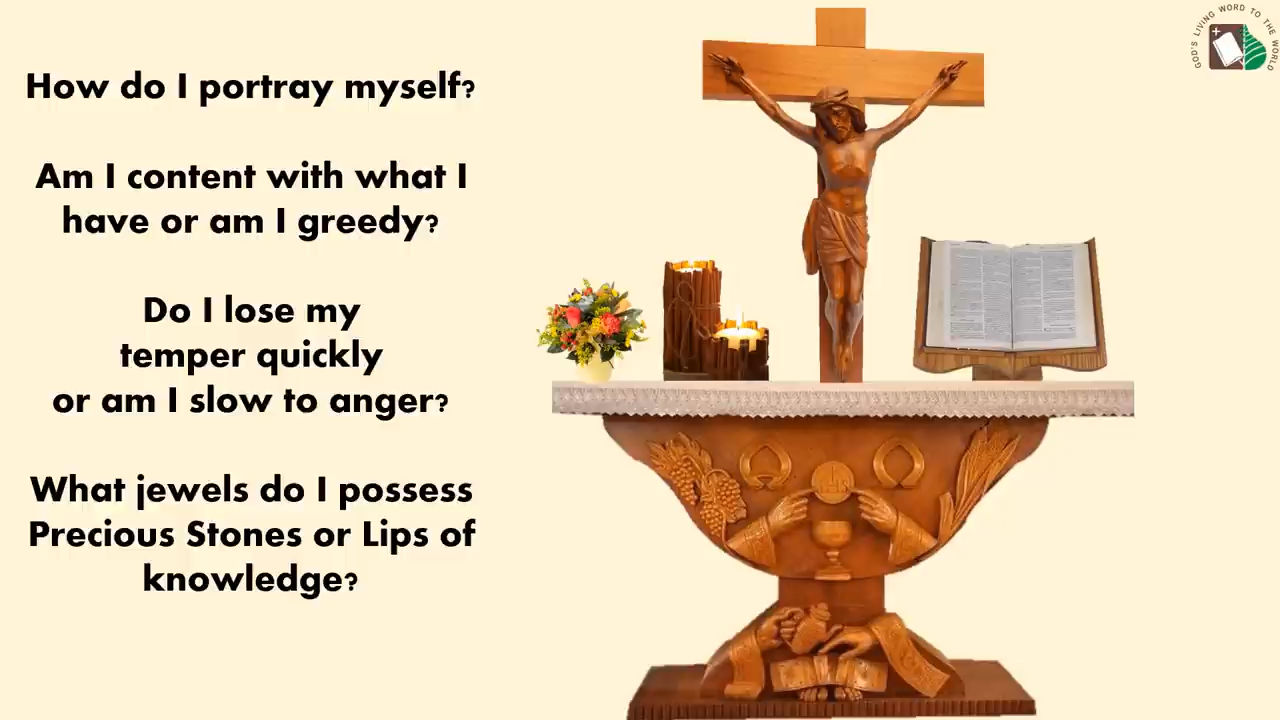 How do I portray myself?
Am I content with what I
have or am I greedy?
Do I lose my
temper quickly
or am I slow to anger?
What jewels do I possess
Precious Stones or Lips of
knowledge?
GOD'S LIVING WORD TO THE WORLD